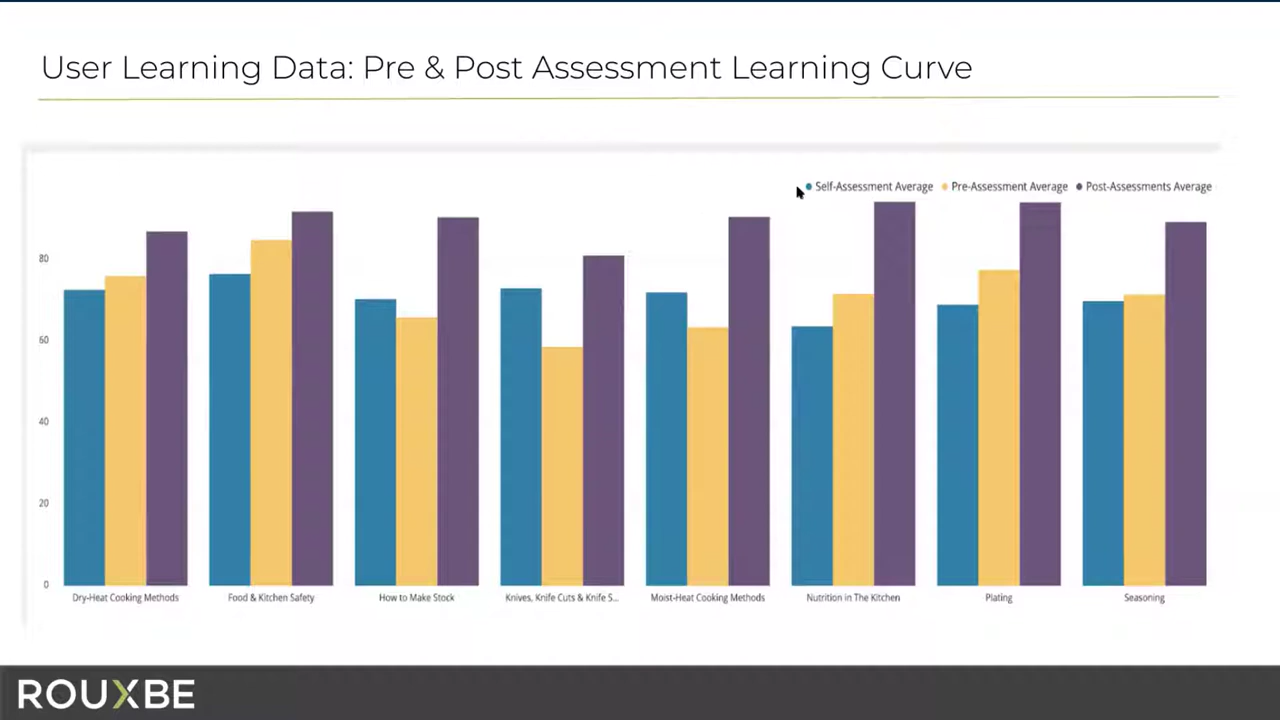 User Learning Data: Pre & Post Assessment Learning Curve
Self-Assessment Average Pre-Assessment Average Post-Assessments Average
80
60
40
20
0
Dry-Heat Cooking Methods Food & Kitchen Safety How to Make Stock Knives, Knife Cuts & Knife S... Moist-Heat Cooking Methods Nutrition in The Kitchen Plating Seasoning
ROUXBE